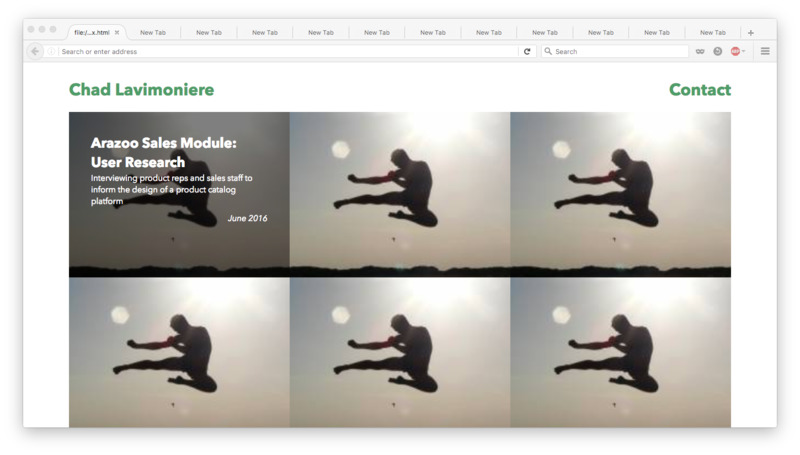 file:/...x.html
New Tab
New Tab
New Tab
New Tab
New Tab
New Tab
New Tab
New Tab
New Tab
New Tab
New Tab
Search or enter address
Search
ABP
Chad Lavimoniere
Contact
Arazoo Sales Module:
User Research
Interviewing product reps and sales staff to
inform the design of a product catalog
platform
June 2016